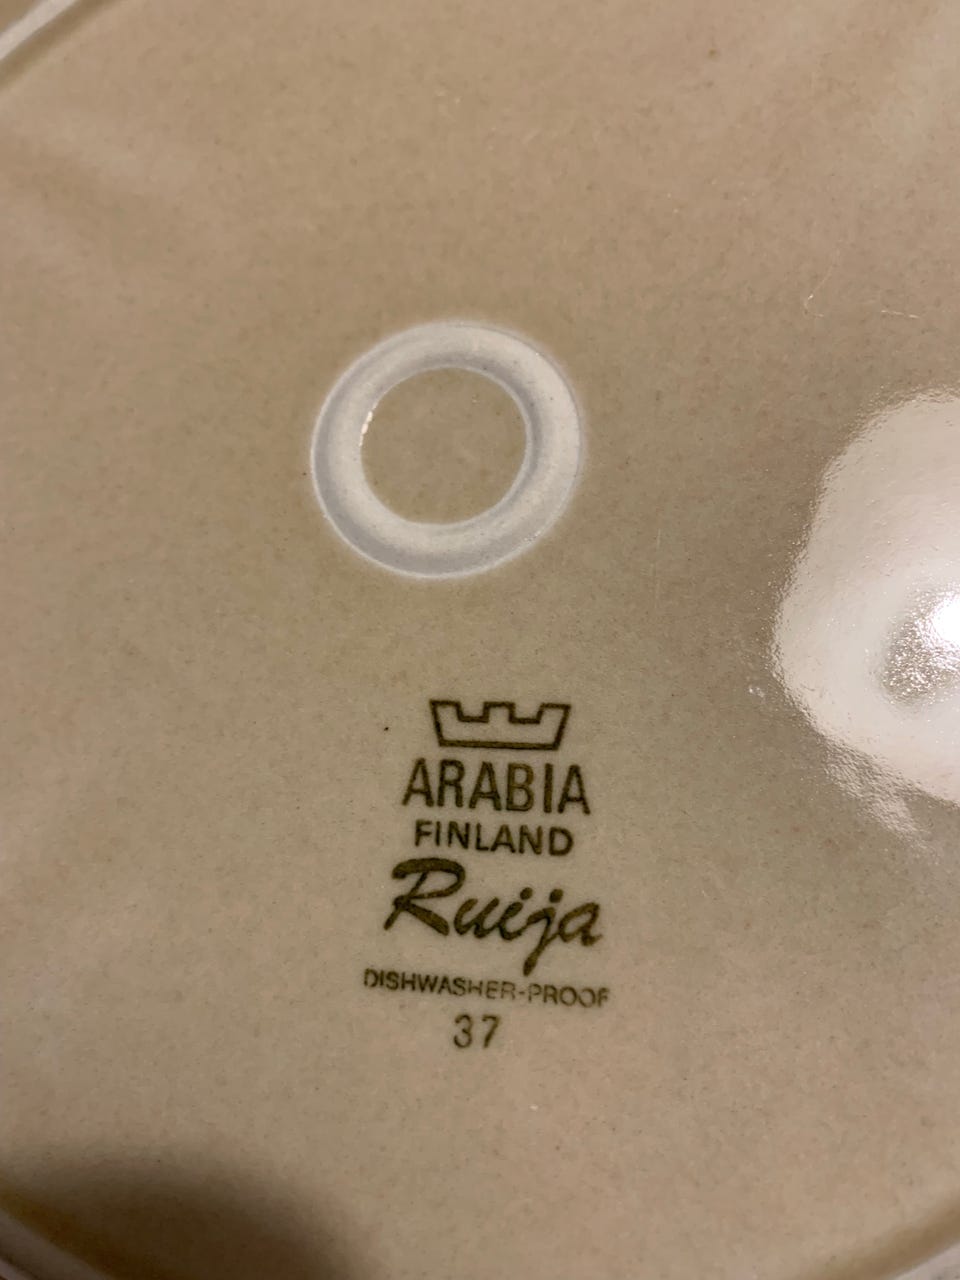 ARABIA
FINLAND
Ruija
DISHWASHER-PROOF
37